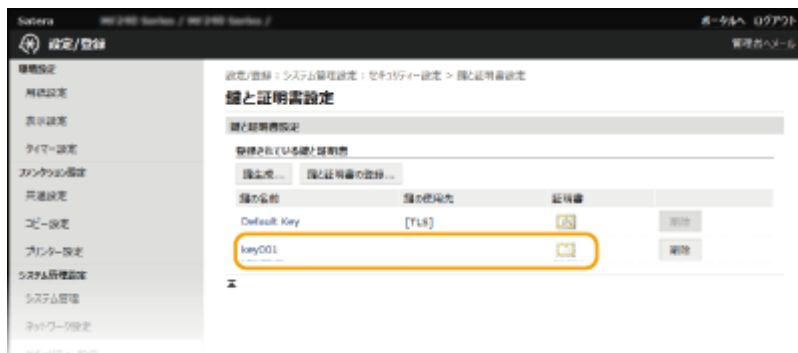 Satera MF240 Series / MF240 Series /
ポータルへ ログアウト
設定/登録
管理者へメール
環境設定
用紙設定
表示設定
タイマー設定
ファンクション設定
共通設定
コピー設定
プリンター設定
システム管理設定
システム管理
ネットワーク設定
設定/登録 : システム管理設定 : セキュリティー設定 > 鍵と証明書設定
鍵と証明書設定
鍵と証明書設定
登録されている鍵と証明書
鍵生成... 鍵と証明書の登録...
鍵の名前 鍵の使用先 証明書
Default Key [TLS] 削除
key001 削除